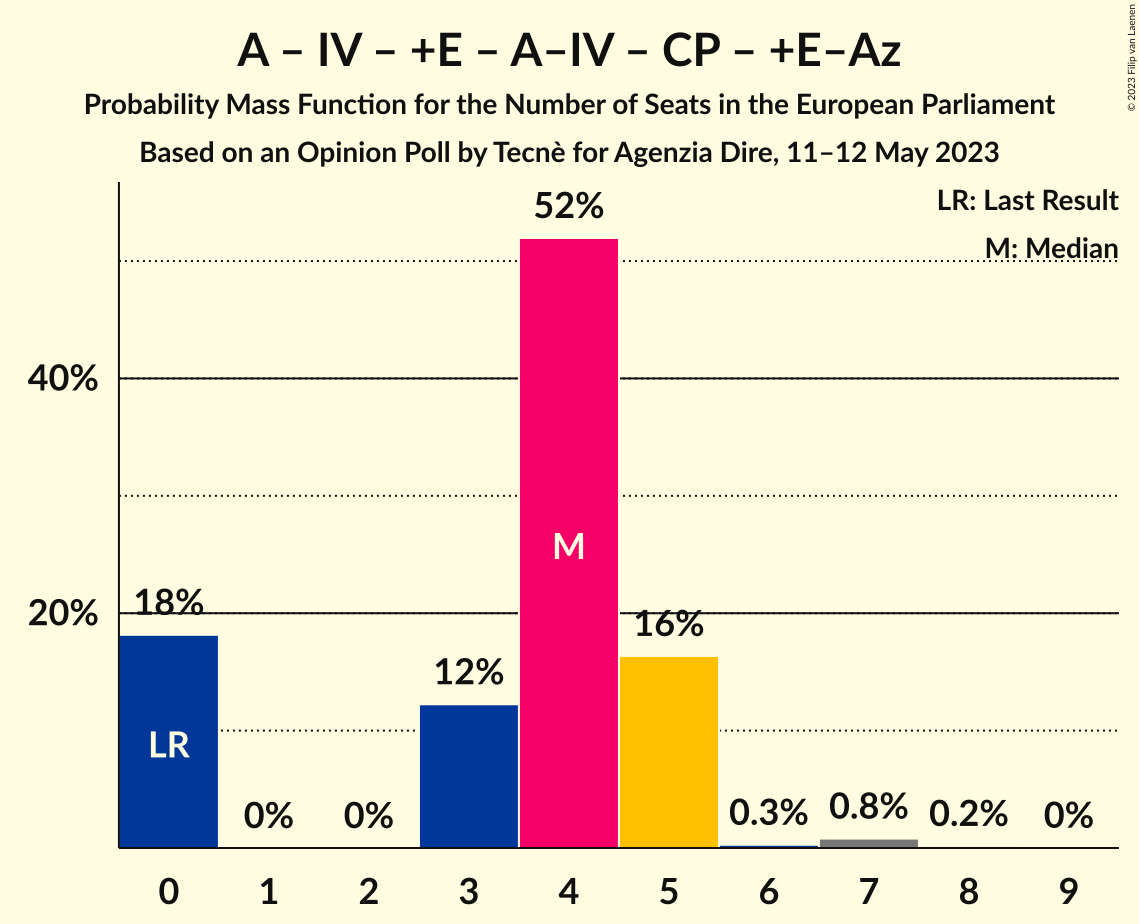 A – IV – +E – A–IV – CP – +E–Az
Probability Mass Function for the Number of Seats in the European Parliament
Based on an Opinion Poll by Tecnè for Agenzia Dire, 11–12 May 2023
© 2023 Filip van Laenen
LR: Last Result
M: Median
52%
40%
M
20%
18%
16%
12%
LR
0%
0%
0.3%
0.8%
0.2%
0%
0 1 2 3 4 5 6 7 8 9